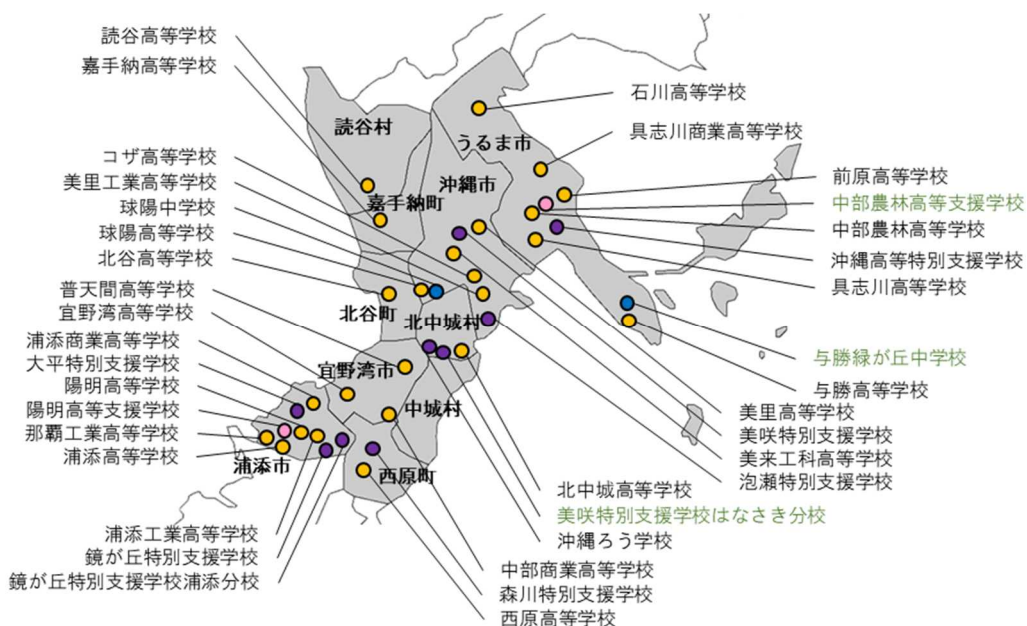 読谷高等学校
嘉手納高等学校
コザ高等学校
美里工業高等学校
球陽中学校
球陽高等学校
北谷高等学校
普天間高等学校
宜野湾高等学校
浦添商業高等学校
大平特別支援学校
陽明高等学校
陽明高等支援学校
那覇工業高等学校
浦添高等学校
浦添工業高等学校
鏡が丘特別支援学校
鏡が丘特別支援学校浦添分校
読谷村
うるま市
沖縄市
嘉手納町
北谷町
北中城村
宜野湾市
中城村
浦添市
西原町
石川高等学校
具志川商業高等学校
前原高等学校
中部農林高等支援学校
中部農林高等学校
沖縄高等特別支援学校
具志川高等学校
与勝緑が丘中学校
与勝高等学校
美里高等学校
美咲特別支援学校
美来工科高等学校
泡瀬特別支援学校
北中城高等学校
美咲特別支援学校はなさき分校
沖縄ろう学校
中部商業高等学校
森川特別支援学校
西原高等学校